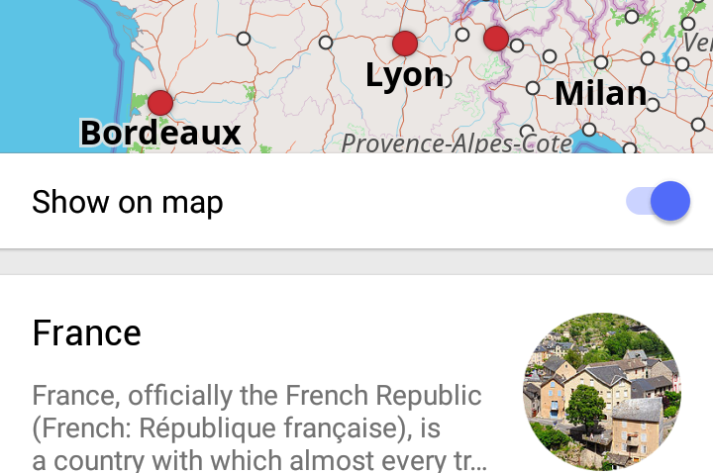 Ve
Lyon
Milan
Bordeaux
Provence-Alpes-Cote
Show on map
France
France, officially the French Republic
(French: République française), is
a country with which almost every tr...